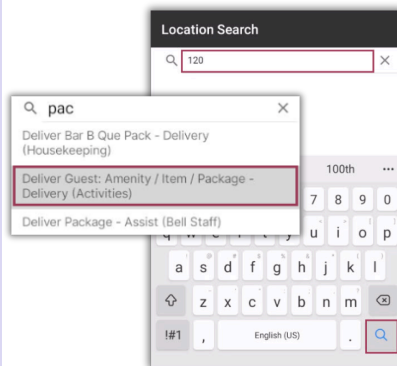 Location Search
120
pac
Deliver Bar B Que Pack - Delivery
(Housekeeping)
Deliver Guest: Amenity / Item / Package -
Delivery (Activities)
Deliver Package - Assist (Bell Staff)
100th ...
7 8 9 0
u i o p
a s d f g h j k l
z x c v b n m
!#1 , English (US) .